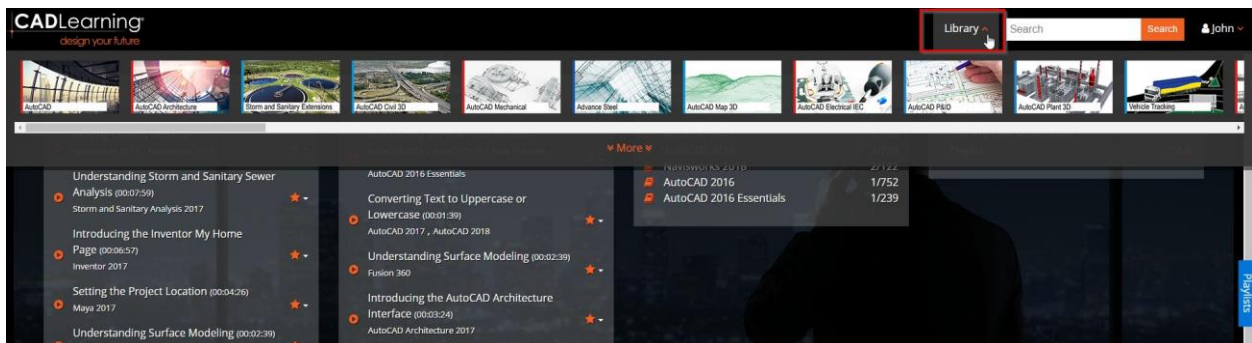 CADLearning®
design your future
Library
Search
Search
John
AutoCAD
AutoCAD Architecture
Storm and Sanitary Extensions
AutoCAD Civil 3D
AutoCAD Mechanical
Advance Steel
AutoCAD Map 3D
AutoCAD Electrical IEC
AutoCAD P&ID
AutoCAD Plant 3D
Vehicle Tracking
More
Understanding Storm and Sanitary Sewer
Analysis (00:07:59)
Storm and Sanitary Analysis 2017
Introducing the Inventor My Home
Page (00:06:57)
Inventor 2017
Setting the Project Location (00:04:26)
Maya 2017
Understanding Surface Modeling (00:02:39)
AutoCAD 2016 Essentials
Converting Text to Uppercase or
Lowercase (00:01:39)
AutoCAD 2017 , AutoCAD 2018
Understanding Surface Modeling (00:02:39)
Fusion 360
Introducing the AutoCAD Architecture
Interface (00:03:24)
AutoCAD Architecture 2017
Navisworks 2018 2/122
AutoCAD 2016 1/752
AutoCAD 2016 Essentials 1/239
Playlists